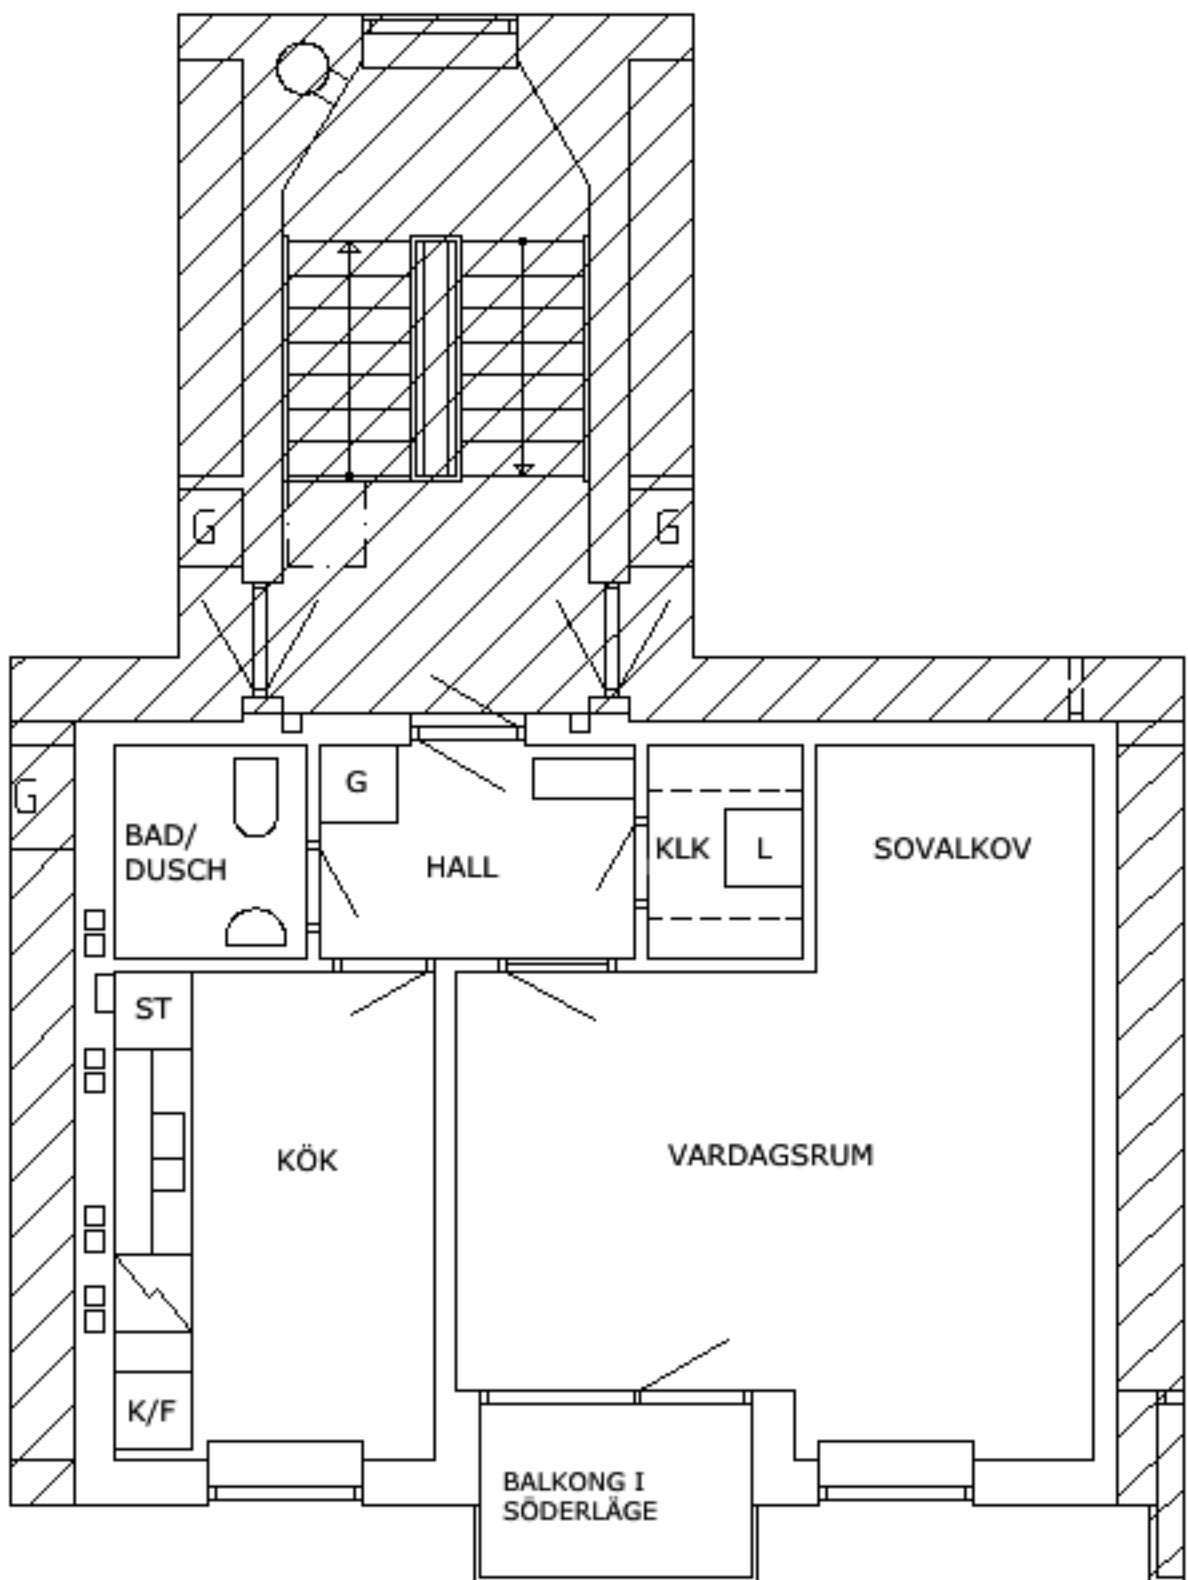 G
G
G
G
BAD/
DUSCH
HALL
KLK
L
SOVALKOV
ST
KÖK
VARDAGSRUM
K/F
BALKONG I
SÖDERLÄGE